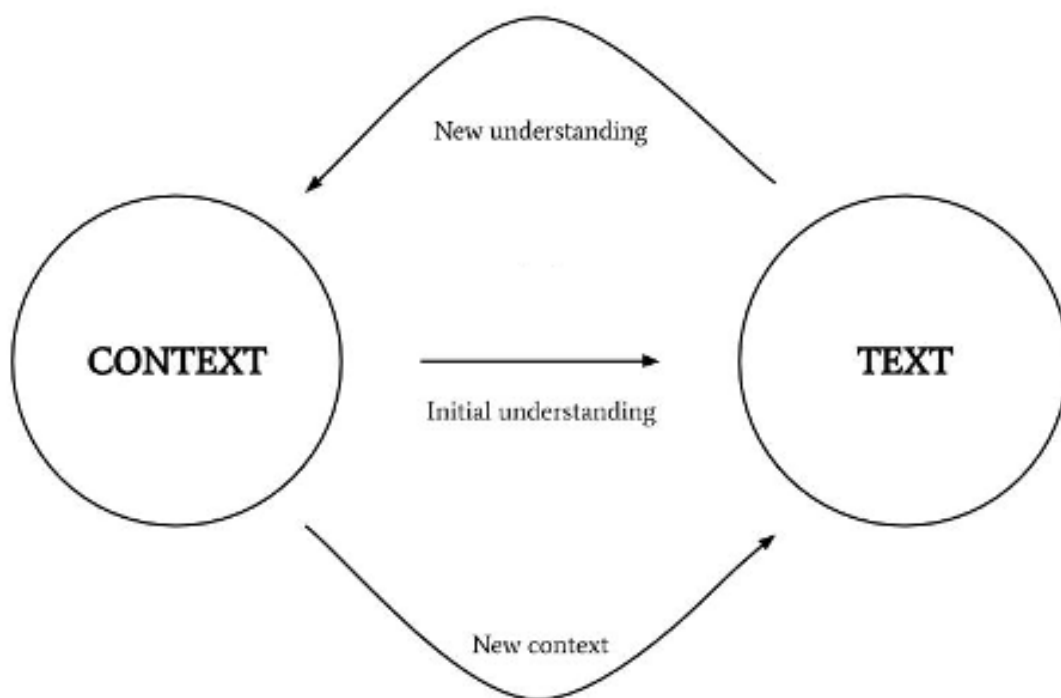 New understanding
CONTEXT
TEXT
Initial understanding
New context